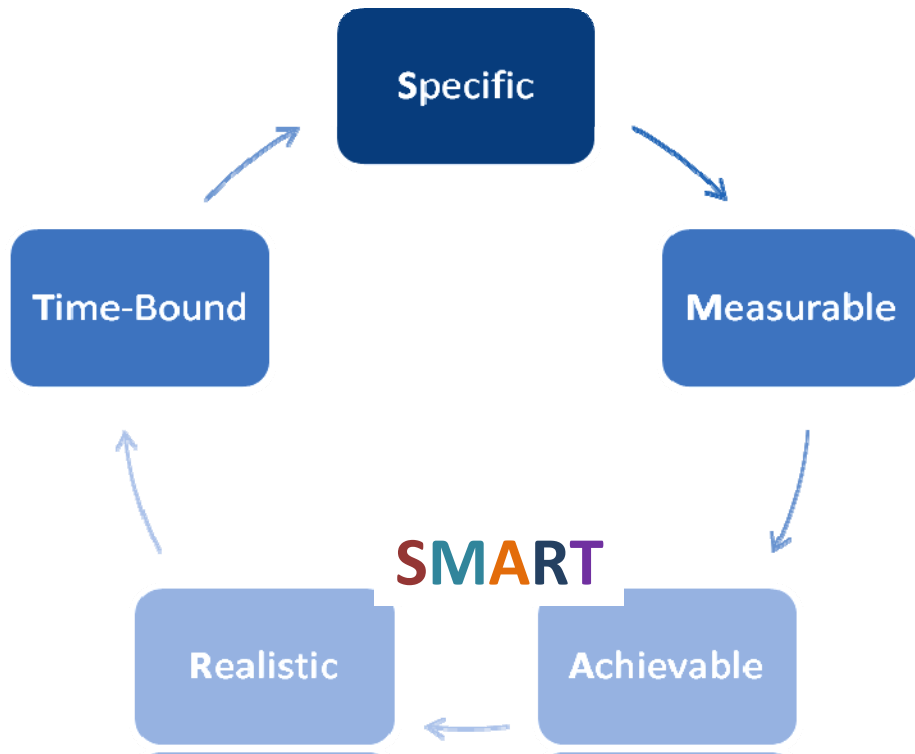 Specific
Time-Bound
Measurable
SMART
Realistic
Achievable